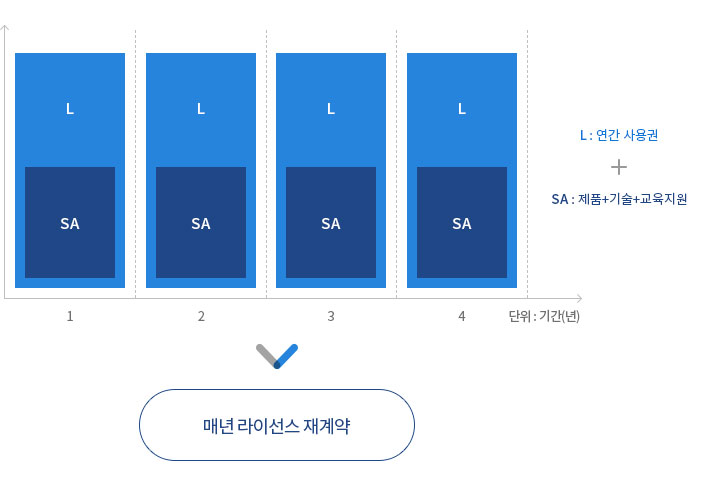 L
L
L
L
SA
SA
SA
SA
L : 연간 사용권
SA : 제품+기술+교육지원
1
2
3
4
단위 : 기간(년)
매년 라이선스 재계약